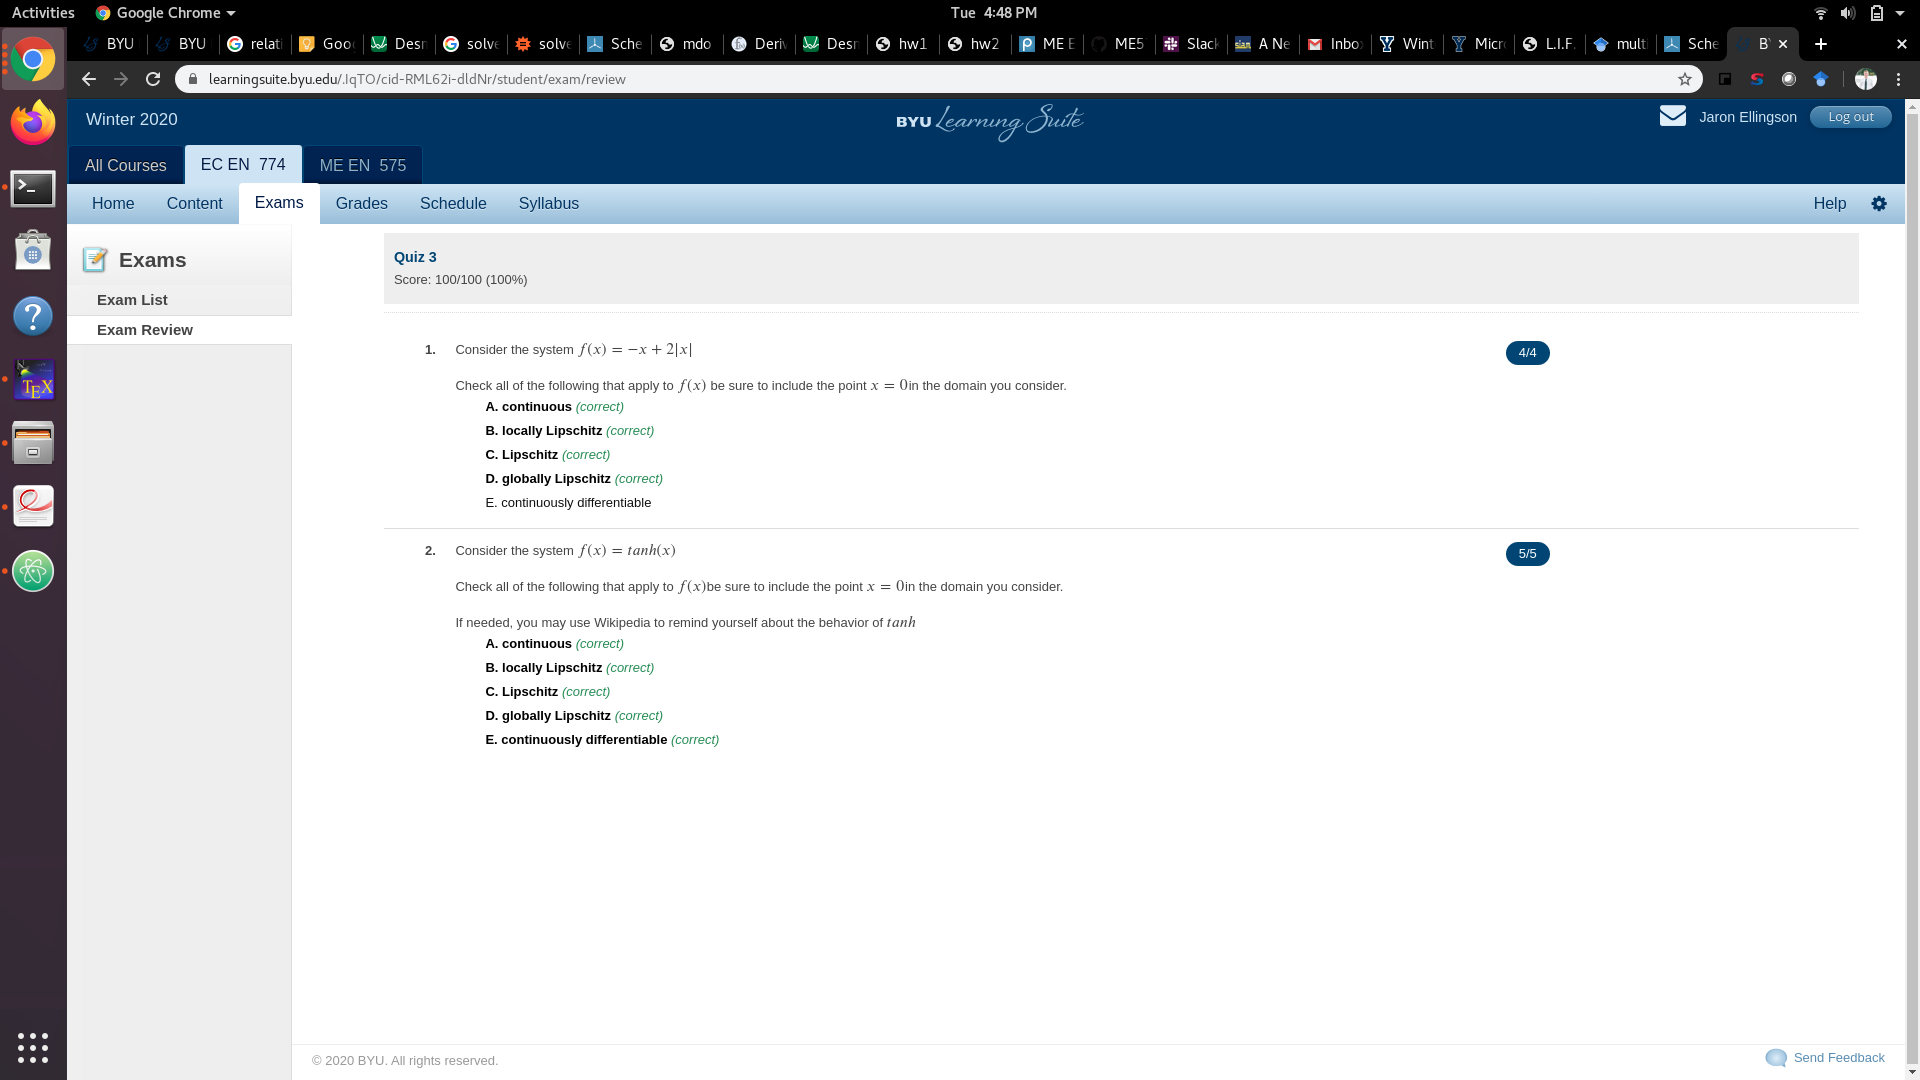 Activities Google Chrome Tue 4:48 PM
BYU BYU relati Goo Desn solve solve Sche mdo Deriv Desn hw1 hw2 ME E ME5 Slack A Ne Inbo Wint Micr L.I.F. multi Sche B
learningsuite.byu.edu/.IqTO/cid-RML62i-dldNr/student/exam/review
Winter 2020 BYU Learning Suite Jaron Ellingson Log out
All Courses EC EN 774 ME EN 575
Home Content Exams Grades Schedule Syllabus Help
Exams
Exam List
Exam Review
Quiz 3
Score: 100/100 (100%)
1. Consider the system f(x) = −x + 2|x| 4/4
Check all of the following that apply to f(x) be sure to include the point x = 0in the domain you consider.
A. continuous (correct)
B. locally Lipschitz (correct)
C. Lipschitz (correct)
D. globally Lipschitz (correct)
E. continuously differentiable
2. Consider the system f(x) = tanh(x) 5/5
Check all of the following that apply to f(x)be sure to include the point x = 0in the domain you consider.
If needed, you may use Wikipedia to remind yourself about the behavior of tanh
A. continuous (correct)
B. locally Lipschitz (correct)
C. Lipschitz (correct)
D. globally Lipschitz (correct)
E. continuously differentiable (correct)
© 2020 BYU. All rights reserved. Send Feedback